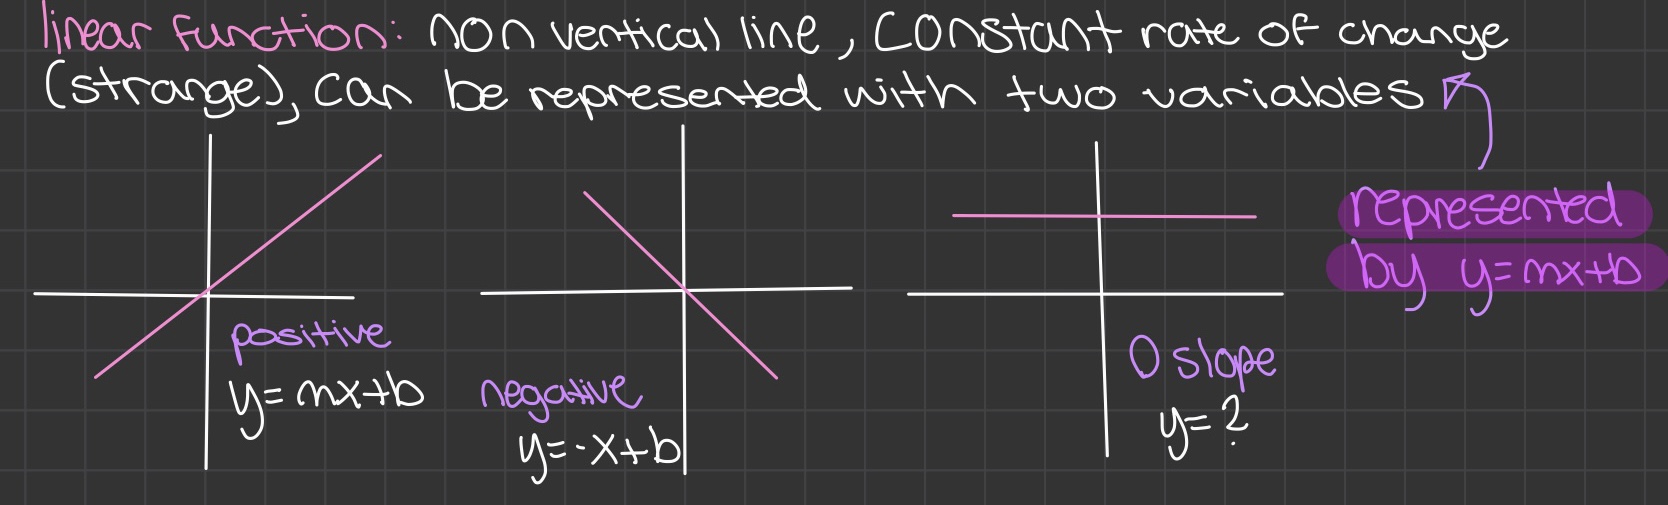 linear function: non vertical line, constant rate of change
(strange), can be represented with two variables
represented
by y=mx+b
positive
y=mx+b
negative
y=-x+b
0 slope
y=?